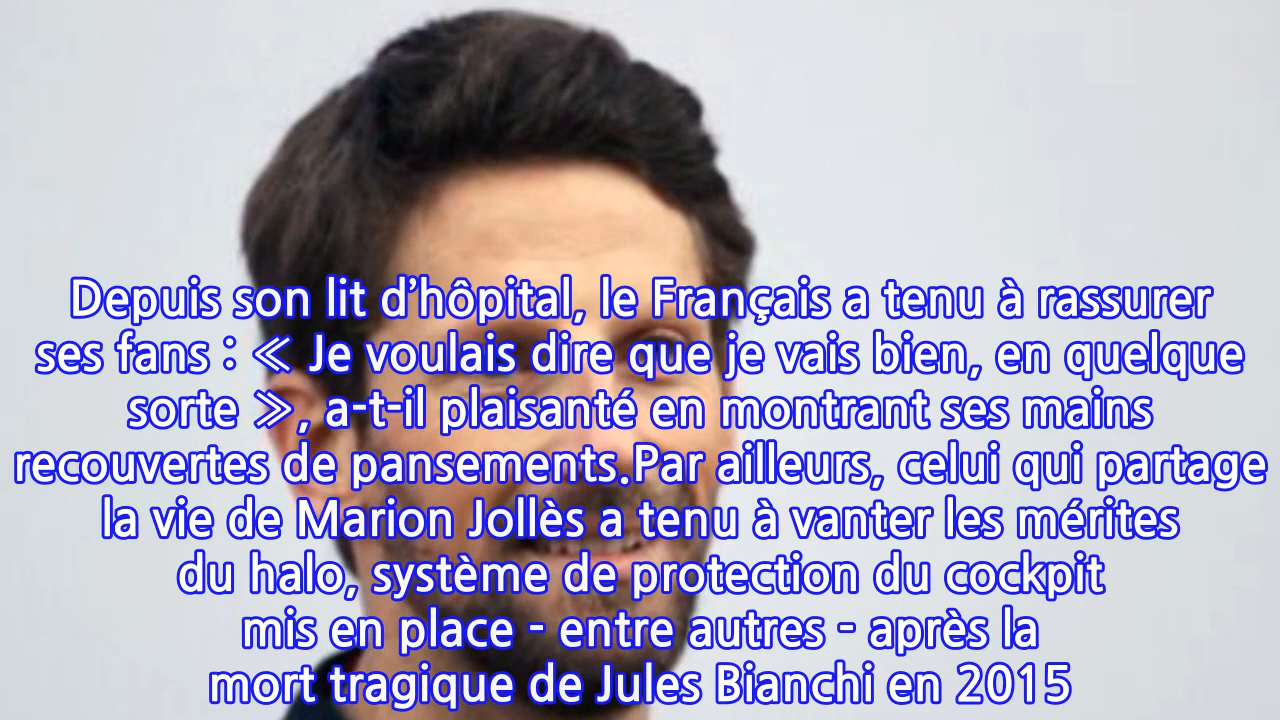 Depuis son lit d’hôpital, le Français a tenu à rassurer
ses fans : ≪ Je voulais dire que je vais bien, en quelque
sorte ≫, a-t-il plaisanté en montrant ses mains
recouvertes de pansements.Par ailleurs, celui qui partage
la vie de Marion Jollès a tenu à vanter les mérites
du halo, système de protection du cockpit
mis en place - entre autres - après la
mort tragique de Jules Bianchi en 2015